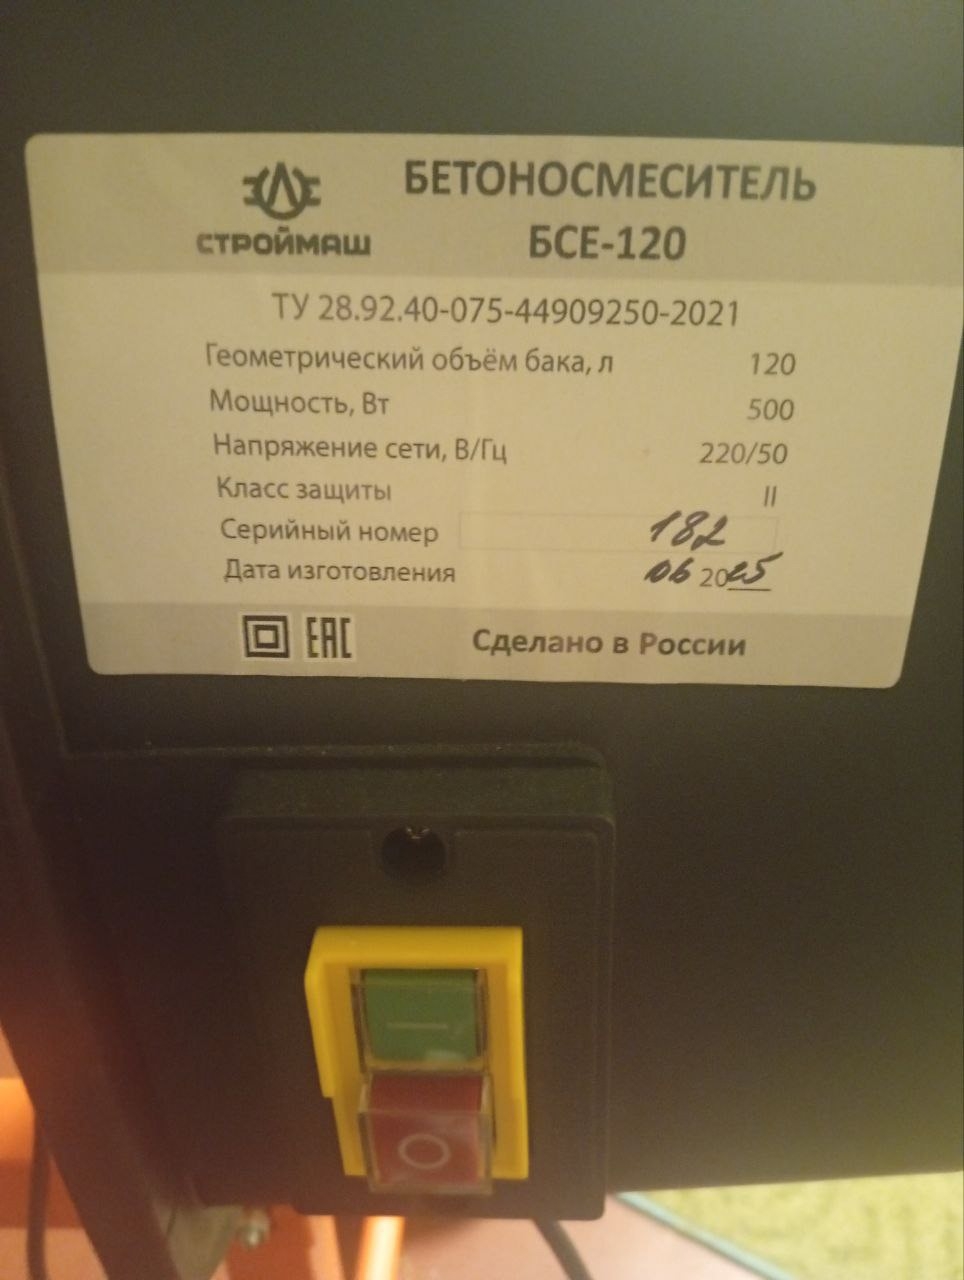 СТРОЙМАШ
БЕТОНОСМЕСИТЕЛЬ
БСЕ-120
ТУ 28.92.40-075-44909250-2021
Геометрический объём бака, л 120
Мощность, Вт 500
Напряжение сети, В/Гц 220/50
Класс защиты II
Серийный номер 182
Дата изготовления 06 2025
EAC Сделано в России